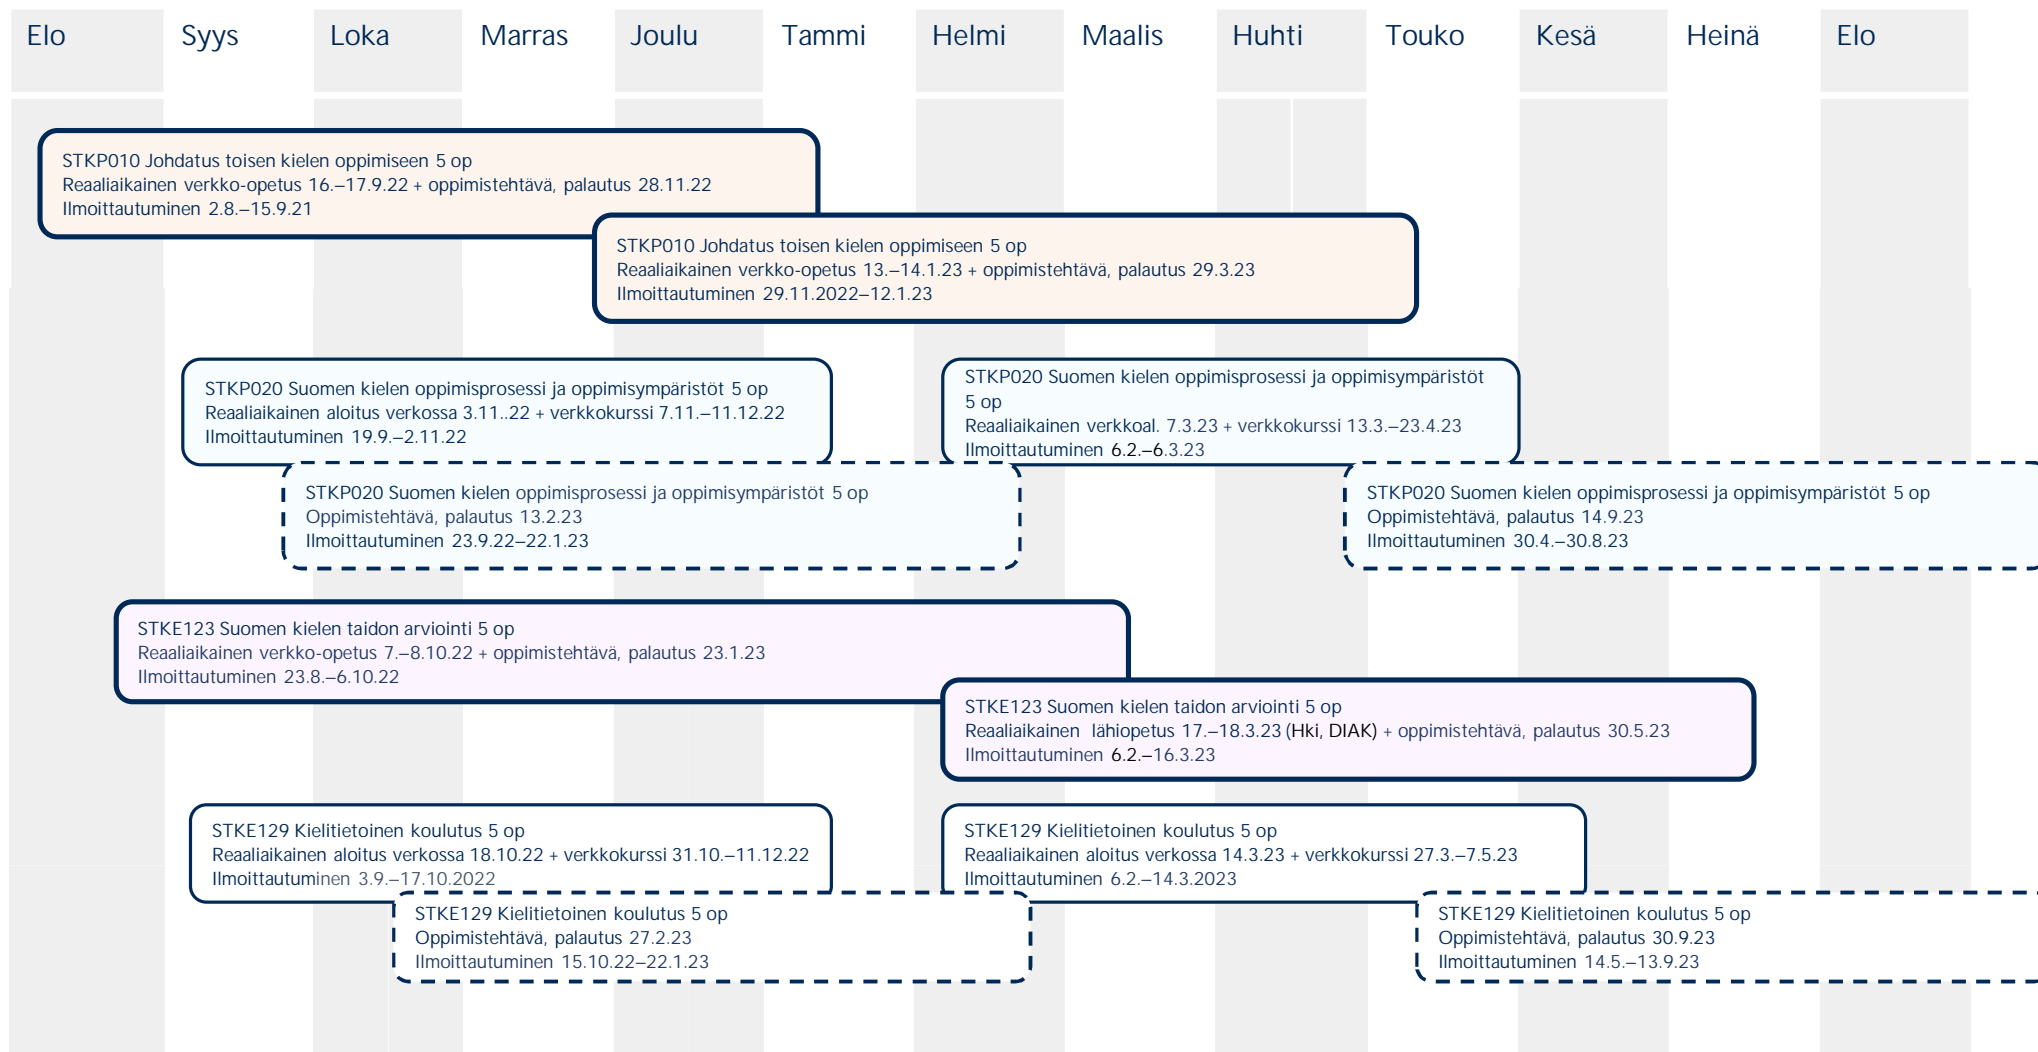 Elo Syys Loka Marras Joulu Tammi Helmi Maalis Huhti Touko Kesä Heinä Elo
STKP010 Johdatus toisen kielen oppimiseen 5 op
Reaaliaikainen verkko-opetus 16.–17.9.22 + oppimistehtävä, palautus 28.11.22
Ilmoittautuminen 2.8.–15.9.21
STKP010 Johdatus toisen kielen oppimiseen 5 op
Reaaliaikainen verkko-opetus 13.–14.1.23 + oppimistehtävä, palautus 29.3.23
Ilmoittautuminen 29.11.2022–12.1.23
STKP020 Suomen kielen oppimisprosessi ja oppimisympäristöt 5 op
Reaaliaikainen aloitus verkossa 3.11..22 + verkkokurssi 7.11.–11.12.22
Ilmoittautuminen 19.9.–2.11.22
STKP020 Suomen kielen oppimisprosessi ja oppimisympäristöt
5 op
Reaaliaikainen verkkoal. 7.3.23 + verkkokurssi 13.3.–23.4.23
Ilmoittautuminen 6.2.–6.3.23
STKP020 Suomen kielen oppimisprosessi ja oppimisympäristöt 5 op
Oppimistehtävä, palautus 13.2.23
Ilmoittautuminen 23.9.22–22.1.23
STKP020 Suomen kielen oppimisprosessi ja oppimisympäristöt 5 op
Oppimistehtävä, palautus 14.9.23
Ilmoittautuminen 30.4.–30.8.23
STKE123 Suomen kielen taidon arviointi 5 op
Reaaliaikainen verkko-opetus 7.–8.10.22 + oppimistehtävä, palautus 23.1.23
Ilmoittautuminen 23.8.–6.10.22
STKE123 Suomen kielen taidon arviointi 5 op
Reaaliaikainen lähiopetus 17.–18.3.23 (Hki, DIAK) + oppimistehtävä, palautus 30.5.23
Ilmoittautuminen 6.2.–16.3.23
STKE129 Kielitietoinen koulutus 5 op
Reaaliaikainen aloitus verkossa 18.10.22 + verkkokurssi 31.10.–11.12.22
Ilmoittautuminen 3.9.–17.10.2022
STKE129 Kielitietoinen koulutus 5 op
Reaaliaikainen aloitus verkossa 14.3.23 + verkkokurssi 27.3.–7.5.23
Ilmoittautuminen 6.2.–14.3.2023
STKE129 Kielitietoinen koulutus 5 op
Oppimistehtävä, palautus 27.2.23
Ilmoittautuminen 15.10.22–22.1.23
STKE129 Kielitietoinen koulutus 5 op
Oppimistehtävä, palautus 30.9.23
Ilmoittautuminen 14.5.–13.9.23